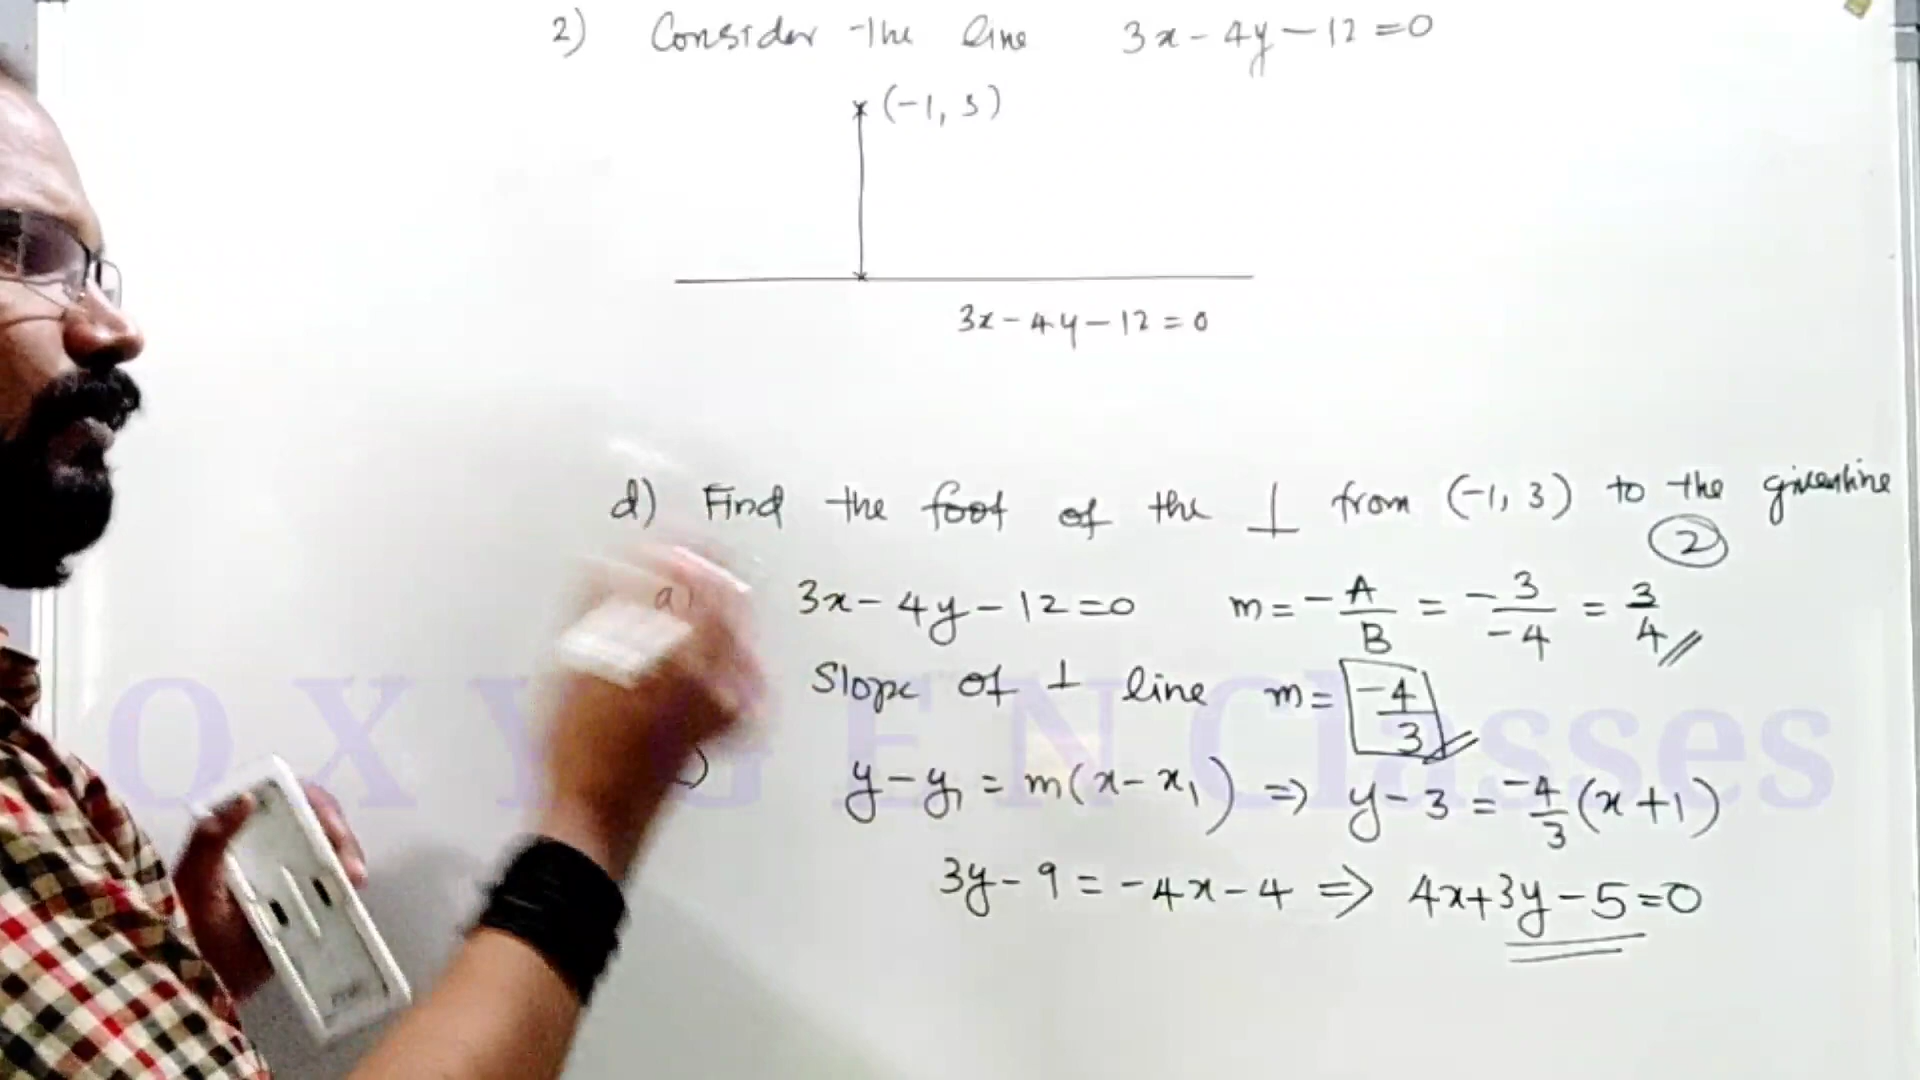 2) Consider the line 3x - 4y - 12 = 0
(-1, 3)
3x - 4y - 12 = 0
d) Find the foot of the ⊥ from (-1, 3) to the given line
2
a) 3x - 4y - 12 = 0 m = -A/B = -3/-4 = 3/4
Slope of ⊥ line m = -4/3
y - y₁ = m(x - x₁) ⇒ y - 3 = -4/3 (x + 1)
3y - 9 = -4x - 4 ⇒ 4x + 3y - 5 = 0
OXYGEN Classes